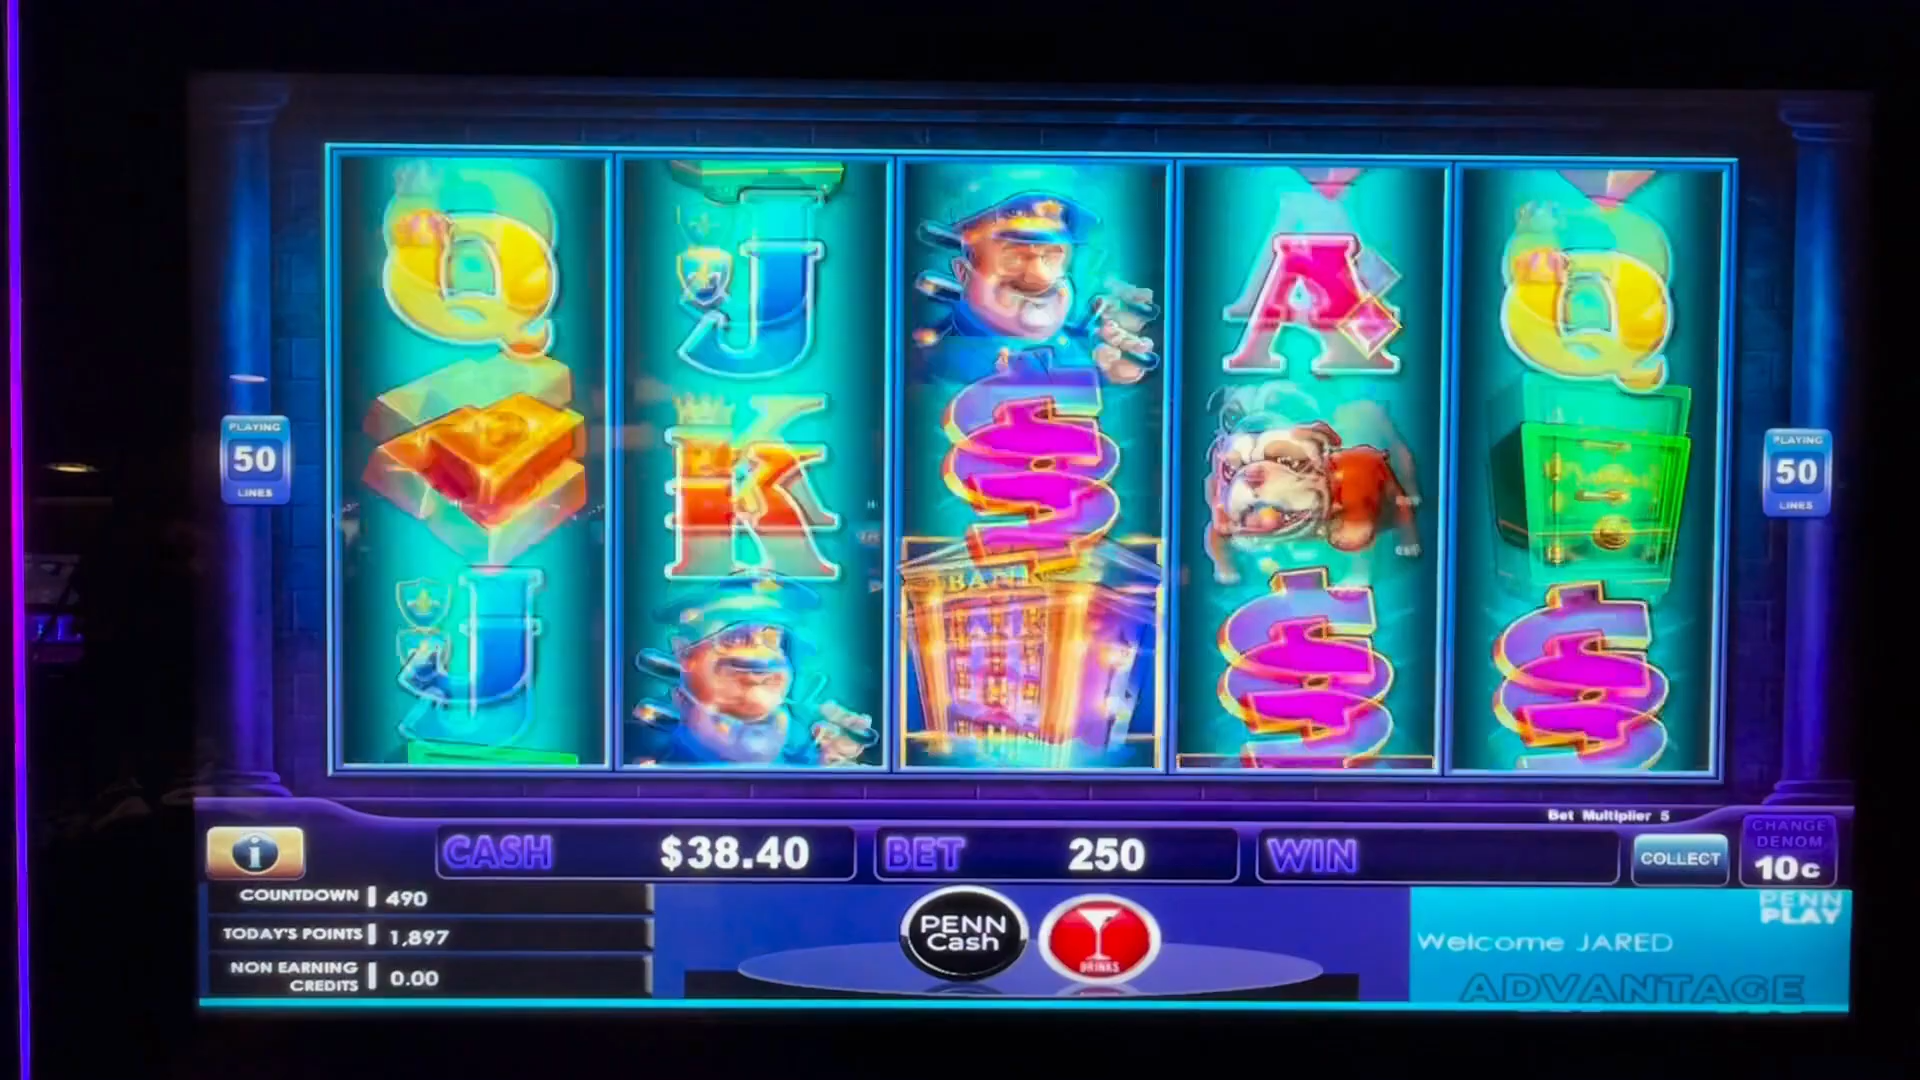 Q
J
A
Q
K
J
$
$
$
BANK
PLAYING
50
LINES
PLAYING
50
LINES
Bet Multiplier 5
CASH $38.40
BET 250
WIN
COLLECT
CHANGE
DENOM
10¢
COUNTDOWN 490
TODAY'S POINTS 1,897
NON EARNING
CREDITS 0.00
PENN
Cash
DRINKS
PENN
PLAY
Welcome JARED
ADVANTAGE